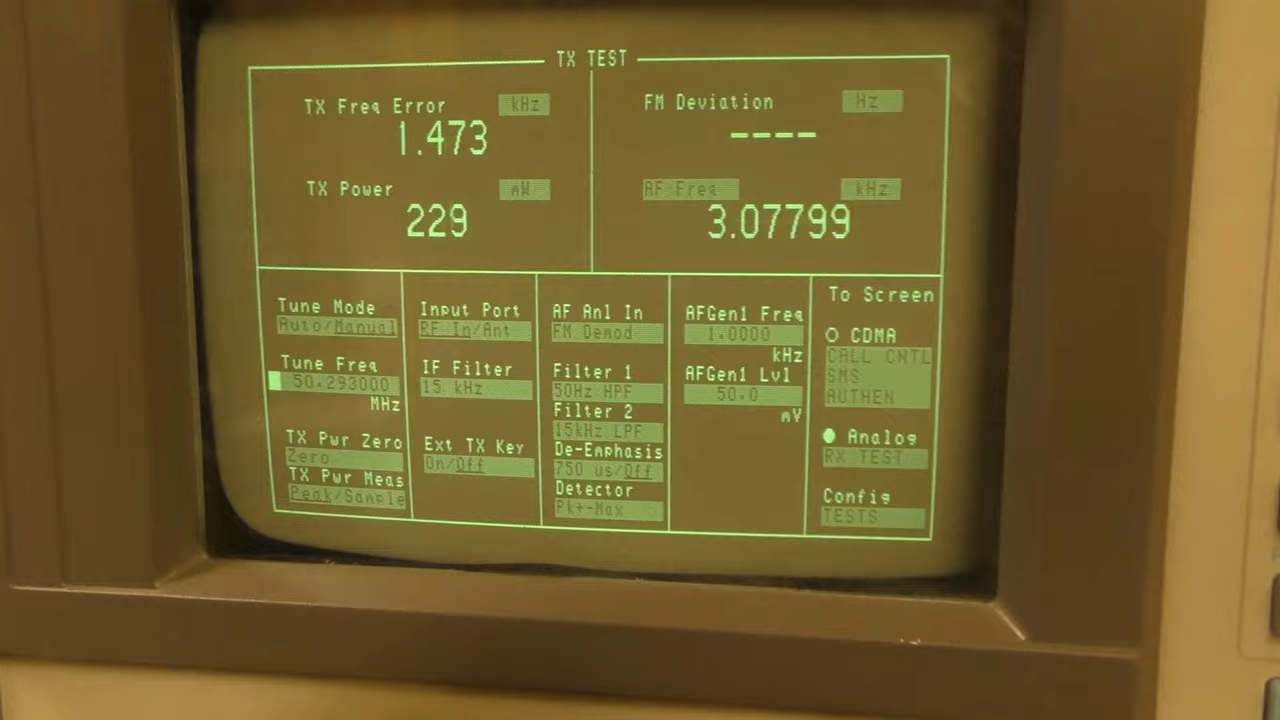 TX TEST
TX Freq Error kHz
1.473
TX Power mW
229
FM Deviation Hz
----
AF Freq kHz
3.07799
Tune Mode
Auto/Manual
Tune Freq
50.293000
MHz
TX Pwr Zero
Zero
TX Pwr Meas
Peak/Sample
Input Port
RF In/Ant
IF Filter
15 kHz
Ext TX Key
On/Off
AF Anl In
FM Demod
Filter 1
50Hz HPF
Filter 2
15kHz LPF
De-Emphasis
750 us/Off
Detector
Pk+-Max
AFGen1 Freq
1.0000
kHz
AFGen1 Lvl
50.0
mV
To Screen
CDMA
CALL CNTL
SMS
AUTHEN
Analog
RX TEST
Config
TESTS